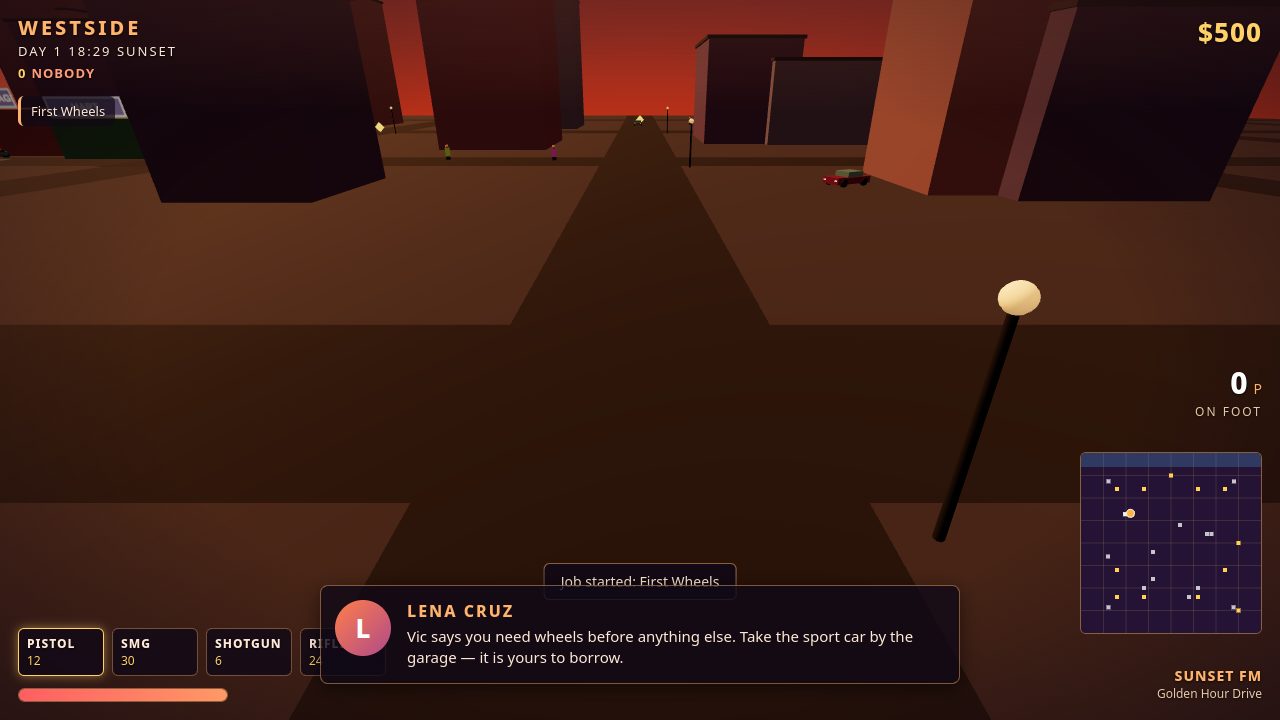 WESTSIDE
DAY 1 18:29 SUNSET
0 NOBODY
First Wheels
$500
0 P
ON FOOT
Job started: First Wheels
L
LENA CRUZ
Vic says you need wheels before anything else. Take the sport car by the
garage — it is yours to borrow.
PISTOL
12
SMG
30
SHOTGUN
6
24
SUNSET FM
Golden Hour Drive